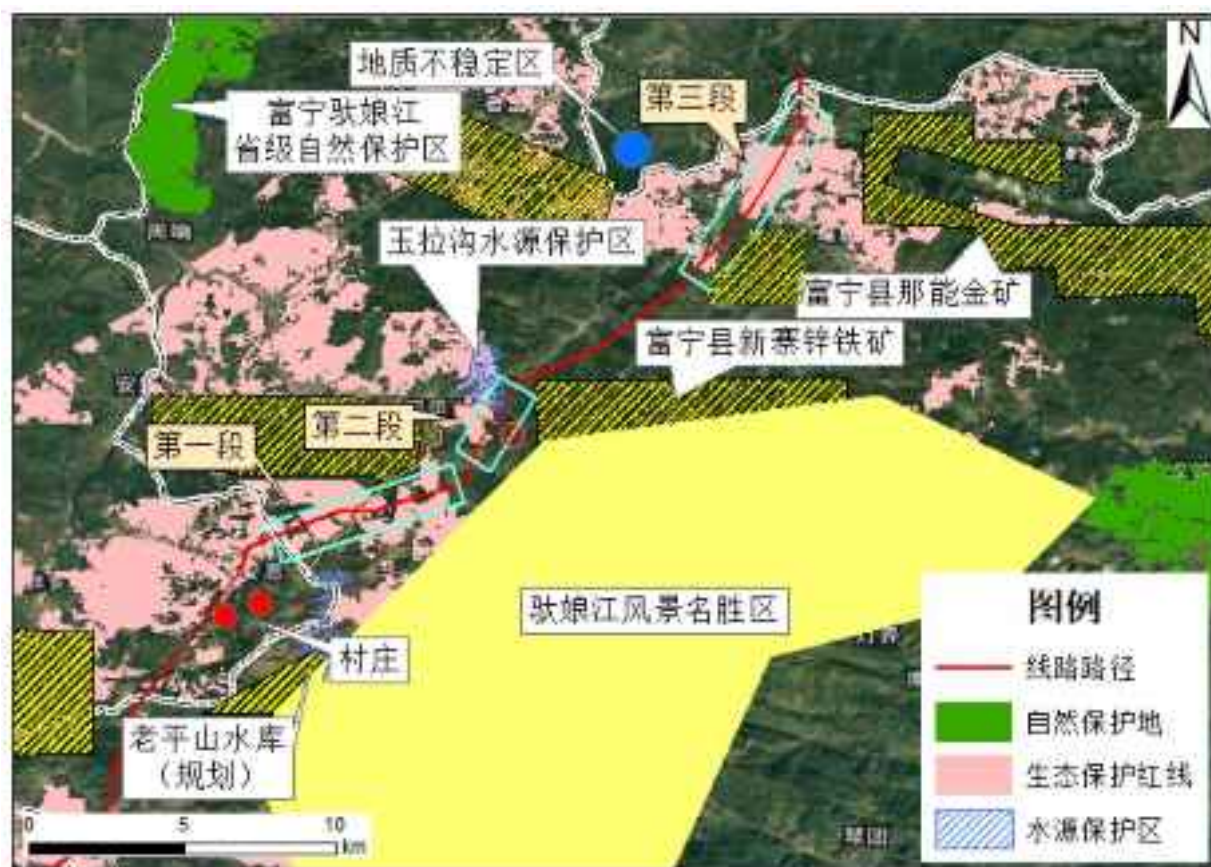 N
地质不稳定区
第三段
富宁驮娘江
省级自然保护区
玉拉沟水源保护区
富宁县那能金矿
富宁县新寨锌铁矿
第二段
第一段
驮娘江风景名胜区
村庄
老平山水库
（规划）
图例
线路路径
自然保护地
生态保护红线
水源保护区
0
5
10
km